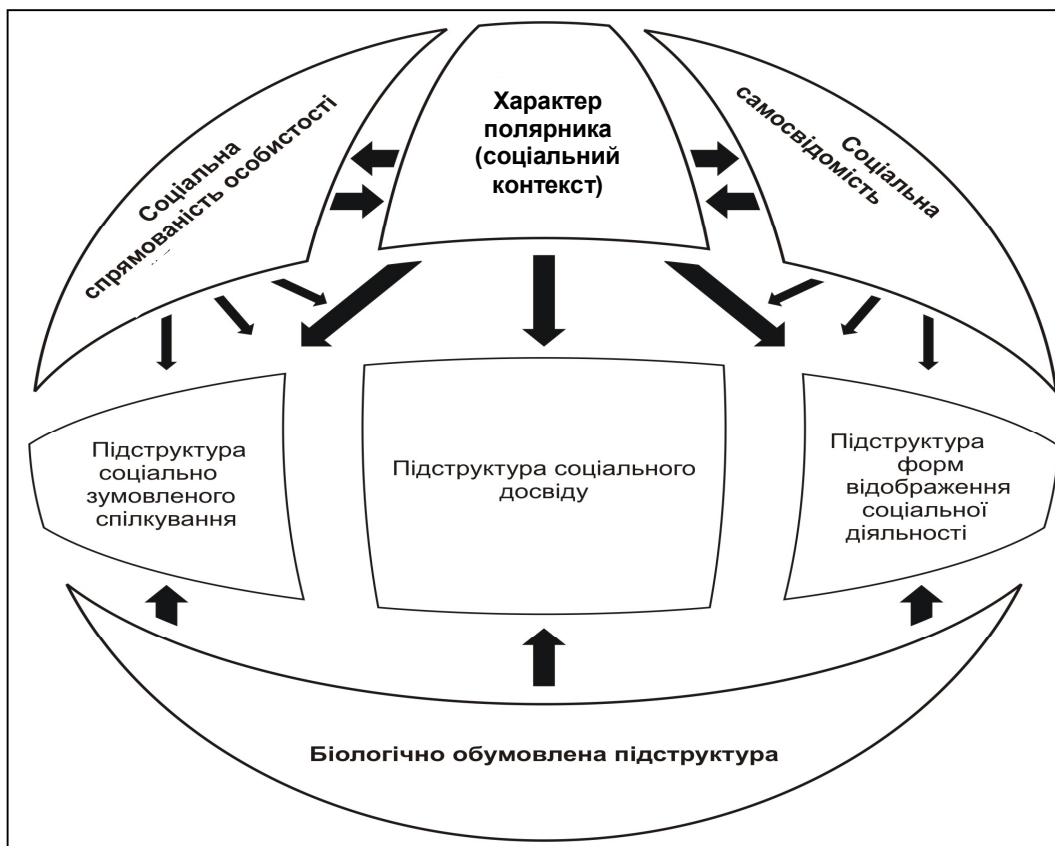 Соціальна
спрямованість особистості
Характер
полярника
(соціальний
контекст)
Соціальна
самосвідомість
Підструктура
соціально
зумовленого
спілкування
Підструктура соціального
досвіду
Підструктура
форм
відображення
соціальної
діяльності
Біологічно обумовлена підструктура